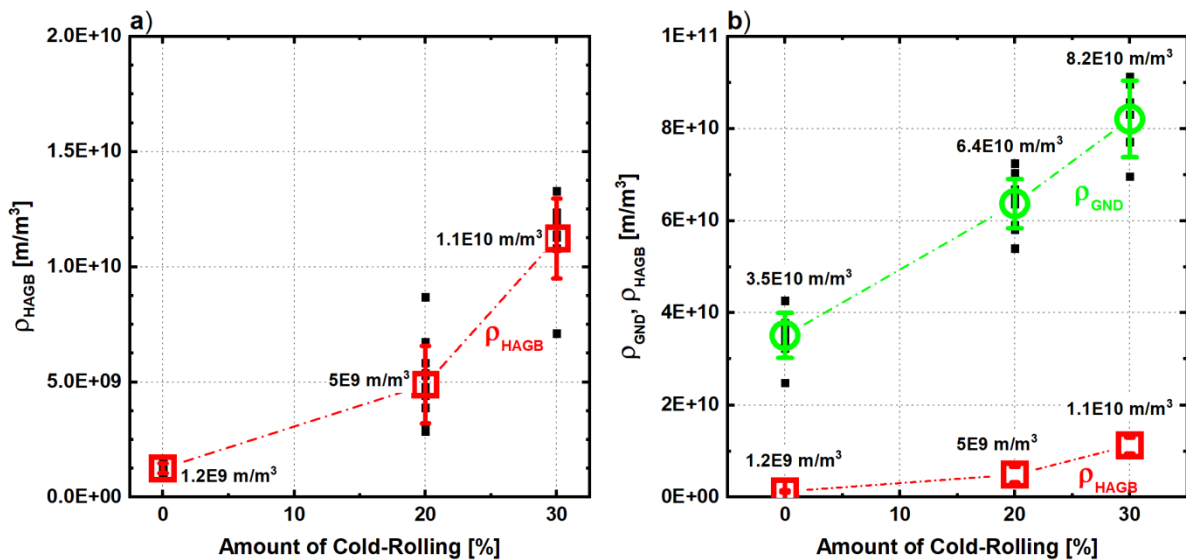 a)
2.0E+10
1.5E+10
1.0E+10
5.0E+09
0.0E+00
ρHAGB [m/m³]
1.1E10 m/m³
ρHAGB
5E9 m/m³
1.2E9 m/m³
0 10 20 30
Amount of Cold-Rolling [%]
b)
1E+11
8E+10
6E+10
4E+10
2E+10
0E+00
ρGND, ρHAGB [m/m³]
8.2E10 m/m³
6.4E10 m/m³
ρGND
3.5E10 m/m³
1.1E10 m/m³
5E9 m/m³
1.2E9 m/m³
ρHAGB
0 10 20 30
Amount of Cold-Rolling [%]